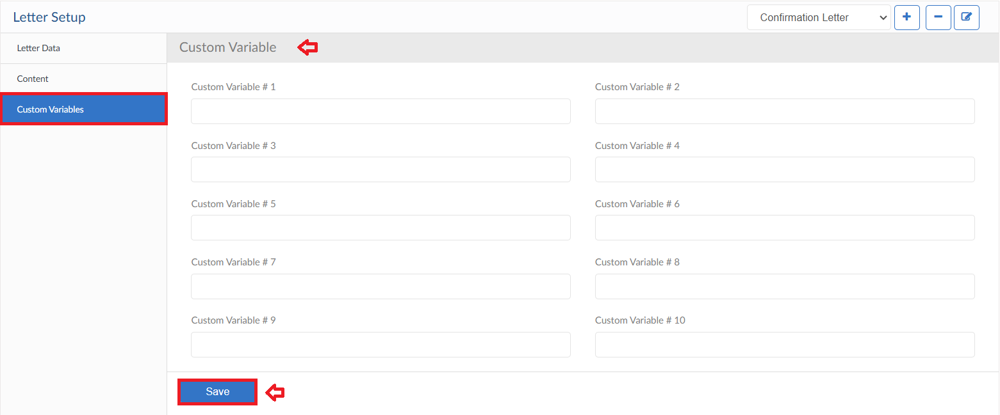 Letter Setup
Confirmation Letter
Letter Data
Content
Custom Variables
Custom Variable
Custom Variable # 1
Custom Variable # 2
Custom Variable # 3
Custom Variable # 4
Custom Variable # 5
Custom Variable # 6
Custom Variable # 7
Custom Variable # 8
Custom Variable # 9
Custom Variable # 10
Save